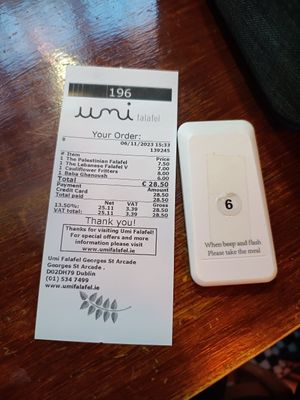 196
umi falafel
Your Order:
# 06/11/2023 15:33
139245
# Item Price
1 The Palestinian Falafel 7.50
1 The Lebanese Falafel V 7.00
1 Cauliflower Fritters 8.00
1 Baba Ghanoush 6.00
Total € 28.50
Payment Amount
Credit Card 28.50
Total paid 28.50
Net VAT Gross
13.50%: 25.11 3.39 28.50
VAT total: 25.11 3.39 28.50
Thank you!
Thanks for visiting Umi Falafel!
For special offers and more
information please visit
www.umifalafel.ie
Umi Falafel Georges St Arcade
Georges St Arcade .
D02DH79 Dublin
(01) 534 7499
www.umifalafel.ie
6
When beep and flash
Please take the meal